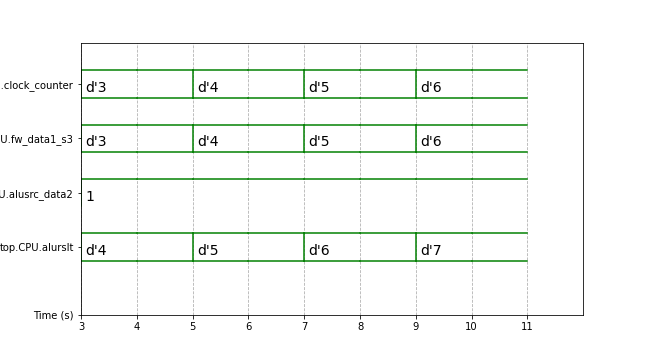 .clock_counter d'3 d'4 d'5 d'6
U.fw_data1_s3 d'3 d'4 d'5 d'6
U.alusrc_data2 1
top.CPU.alurslt d'4 d'5 d'6 d'7
Time (s)
3 4 5 6 7 8 9 10 11